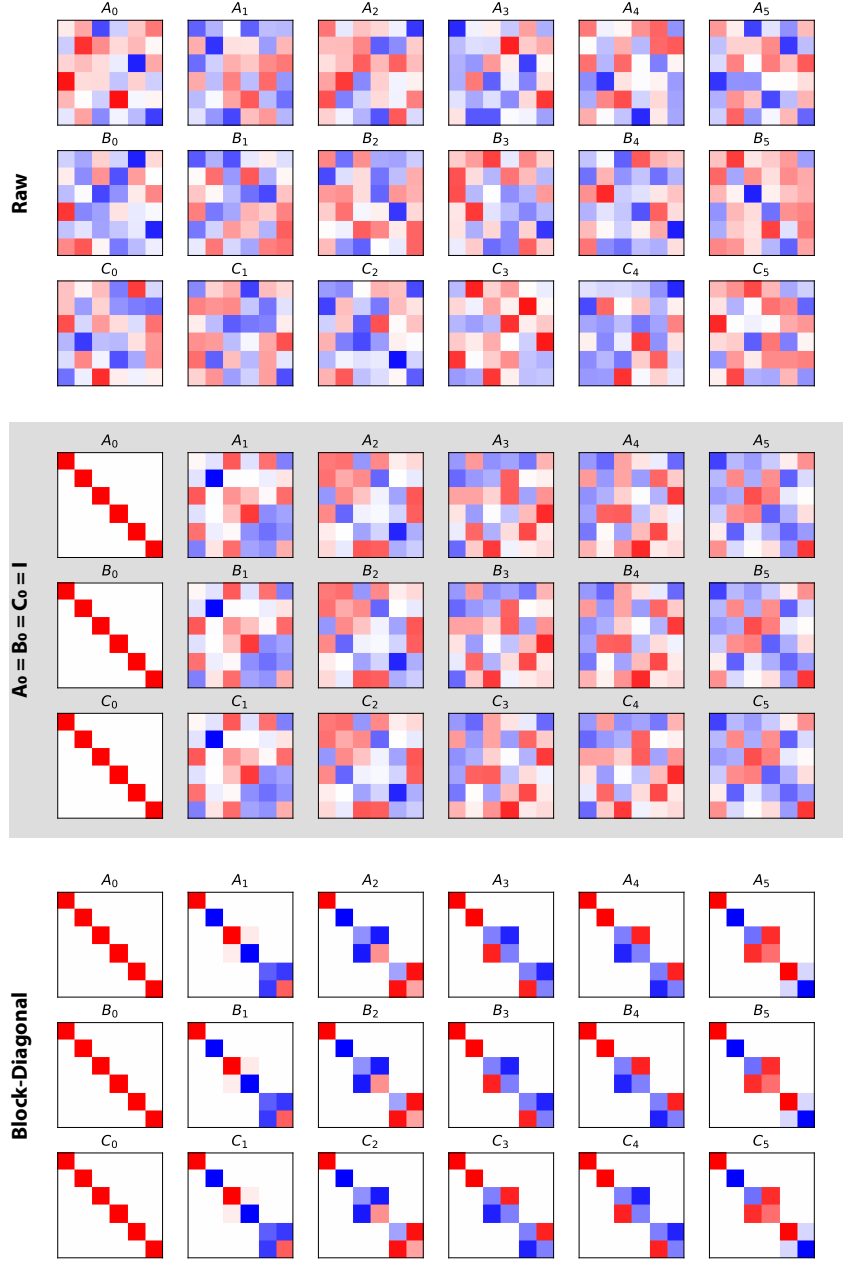 A₀ A₁ A₂ A₃ A₄ A₅
Raw
B₀ B₁ B₂ B₃ B₄ B₅
C₀ C₁ C₂ C₃ C₄ C₅
A₀ = B₀ = C₀ = I
A₀ A₁ A₂ A₃ A₄ A₅
B₀ B₁ B₂ B₃ B₄ B₅
C₀ C₁ C₂ C₃ C₄ C₅
Block-Diagonal
A₀ A₁ A₂ A₃ A₄ A₅
B₀ B₁ B₂ B₃ B₄ B₅
C₀ C₁ C₂ C₃ C₄ C₅